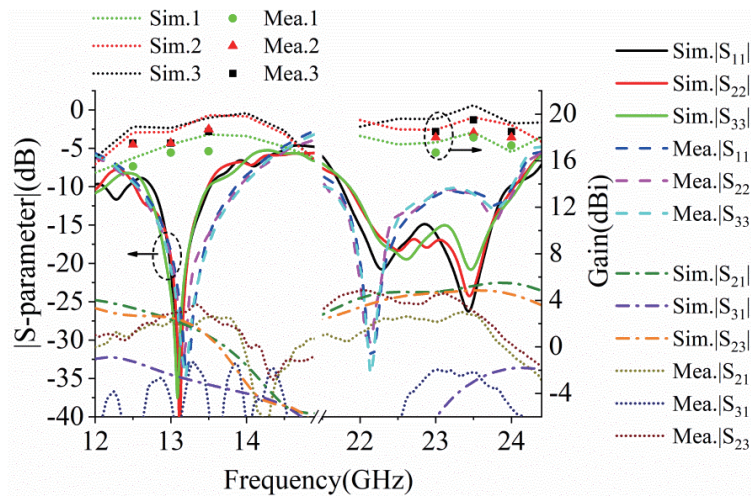 Sim.1 Mea.1
Sim.2 Mea.2
Sim.3 Mea.3
|S-parameter|(dB)
0
-5
-10
-15
-20
-25
-30
-35
-40
12 13 14 22 23 24
Frequency(GHz)
20
16
12
8
4
0
-4
Gain(dBi)
Sim.|S11|
Sim.|S22|
Sim.|S33|
Mea.|S11
Mea.|S22
Mea.|S33
Sim.|S21|
Sim.|S31|
Sim.|S23|
Mea.|S21
Mea.|S31
Mea.|S23